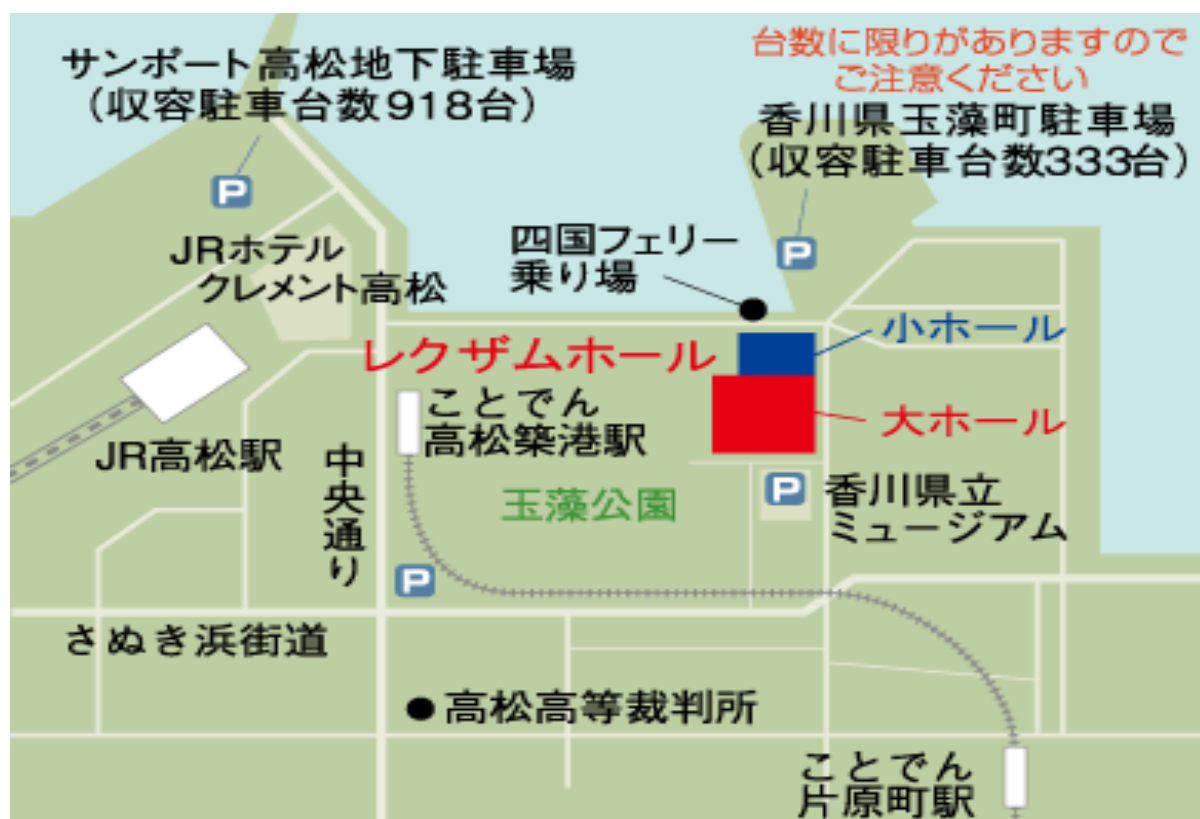 サンポート高松地下駐車場
（収容駐車台数918台）
台数に限りがありますので
ご注意ください
香川県玉藻町駐車場
（収容駐車台数333台）
P
P
JRホテル
クレメント高松
四国フェリー
乗り場
小ホール
レクザムホール
大ホール
ことでん
高松築港駅
JR高松駅
中央通り
玉藻公園
P
香川県立
ミュージアム
P
さぬき浜街道
高松高等裁判所
ことでん
片原町駅